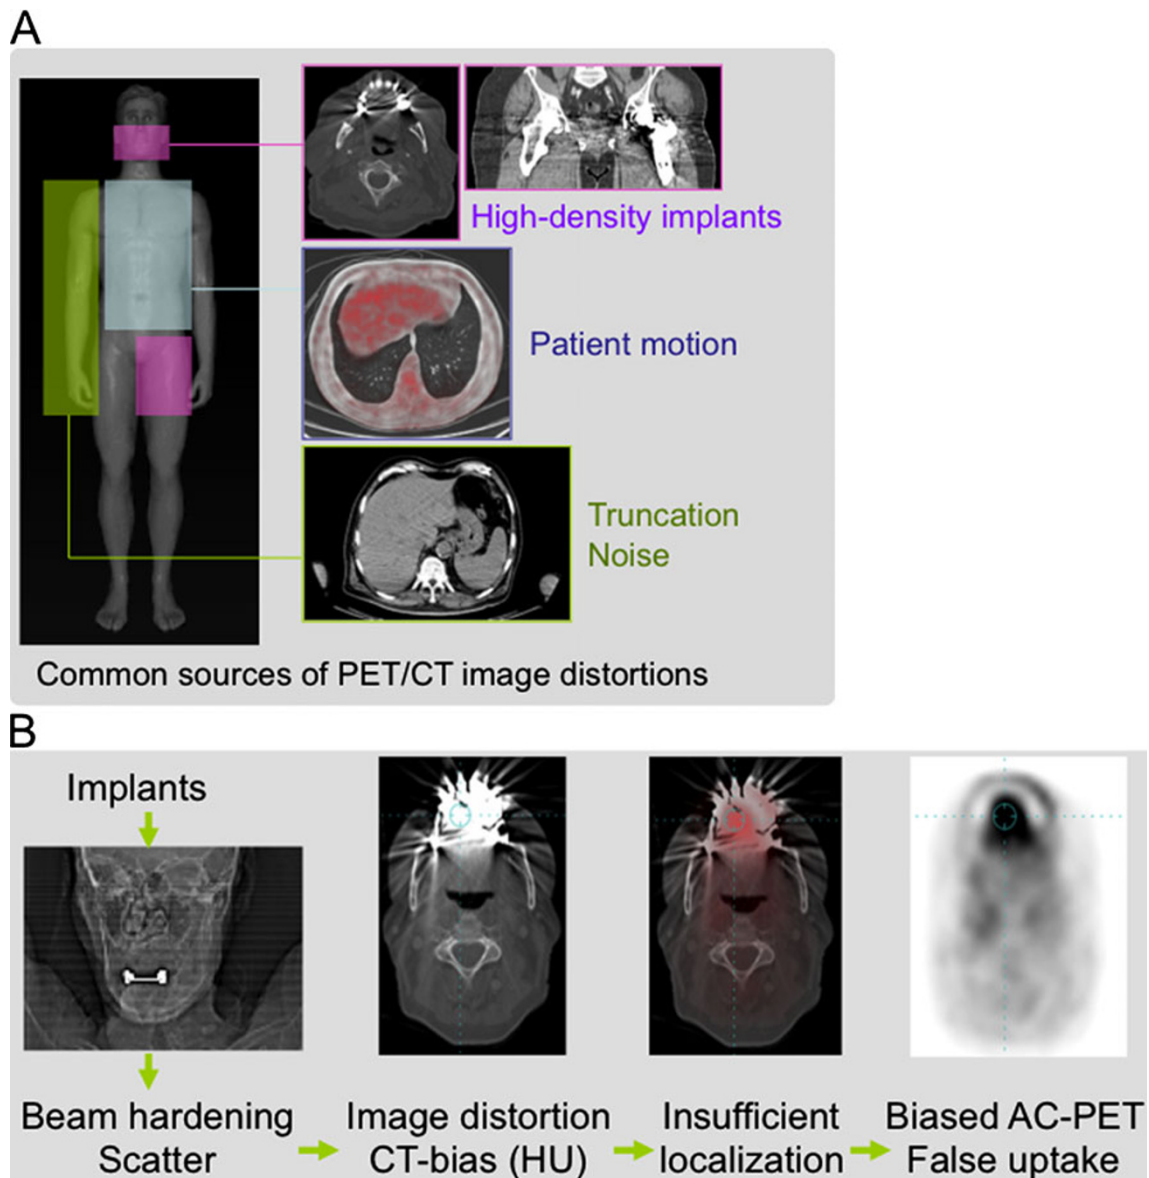 A
High-density implants
Patient motion
Truncation
Noise
Common sources of PET/CT image distortions
B
Implants
Beam hardening
Scatter
Image distortion
CT-bias (HU)
Insufficient
localization
Biased AC-PET
False uptake